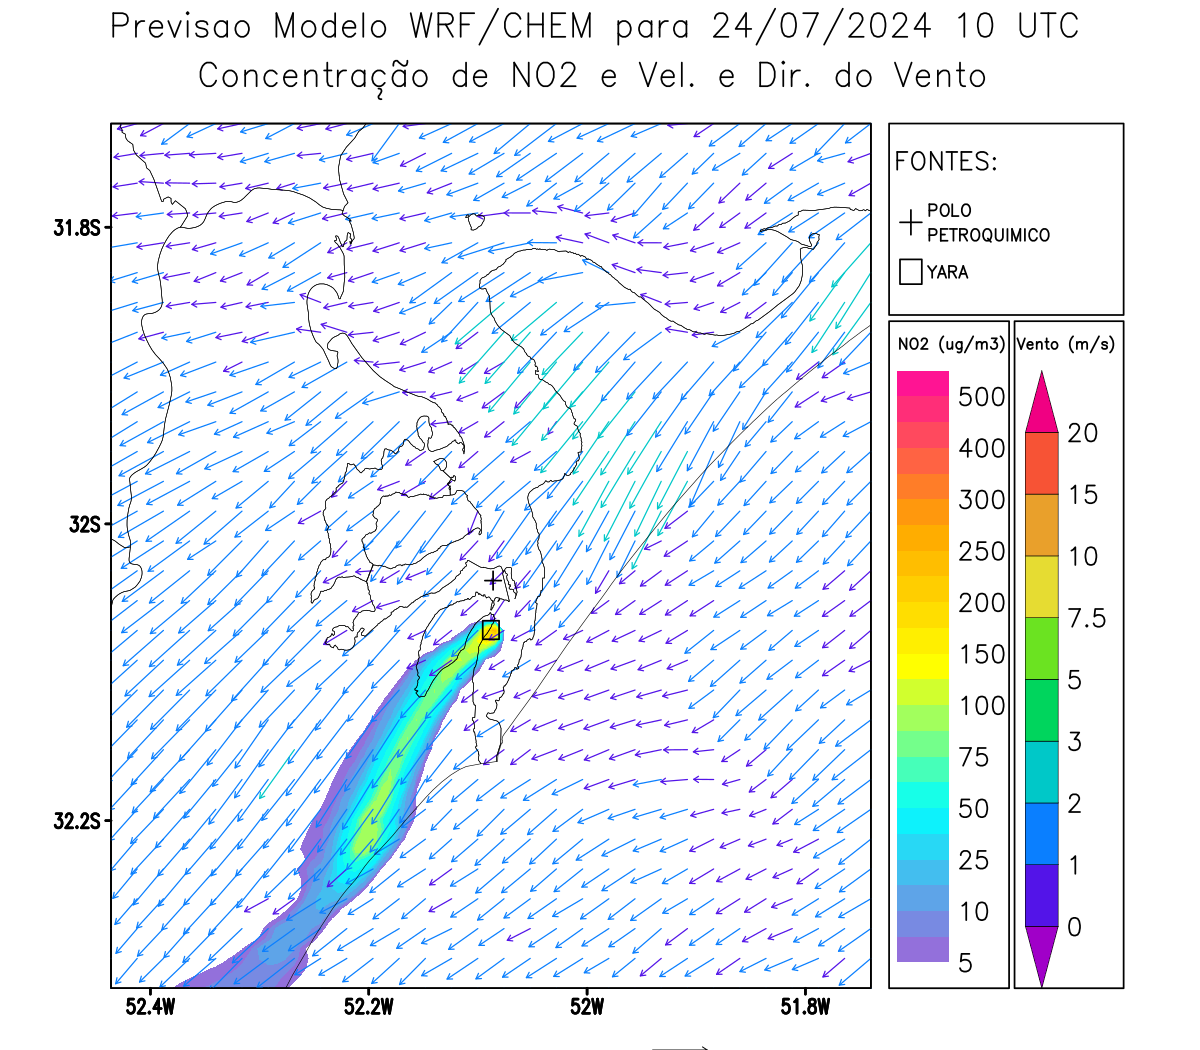 Previsao Modelo WRF/CHEM para 24/07/2024 10 UTC
Concentração de NO2 e Vel. e Dir. do Vento
FONTES:
POLO
PETROQUIMICO
YARA
NO2 (ug/m3)
500
400
300
250
200
150
100
75
50
25
10
5
Vento (m/s)
20
15
10
7.5
5
3
2
1
0
31.8S
32S
32.2S
52.4W
52.2W
52W
51.8W